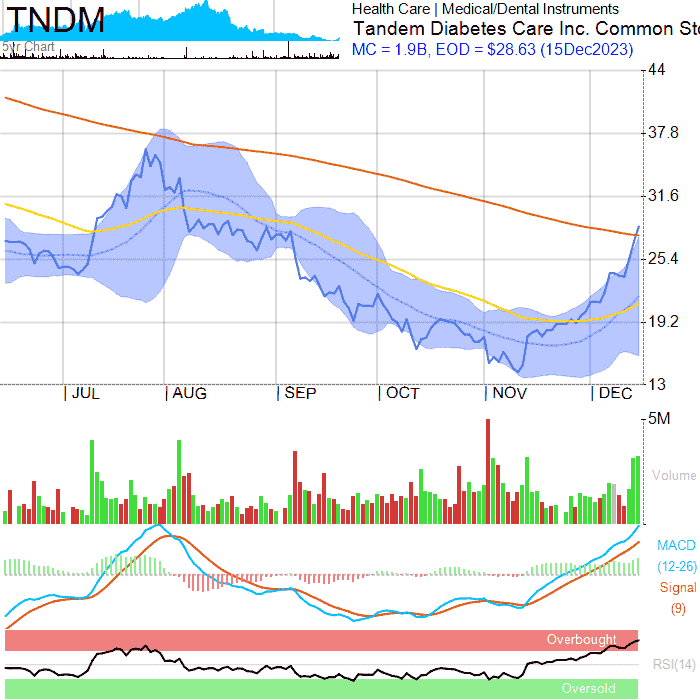 TNDM
5yr Chart
Health Care | Medical/Dental Instruments
Tandem Diabetes Care Inc. Common Sto
MC = 1.9B, EOD = $28.63 (15Dec2023)
44
37.8
31.6
25.4
19.2
13
JUL AUG SEP OCT NOV DEC
5M
Volume
MACD
(12-26)
Signal
(9)
Overbought
RSI(14)
Oversold